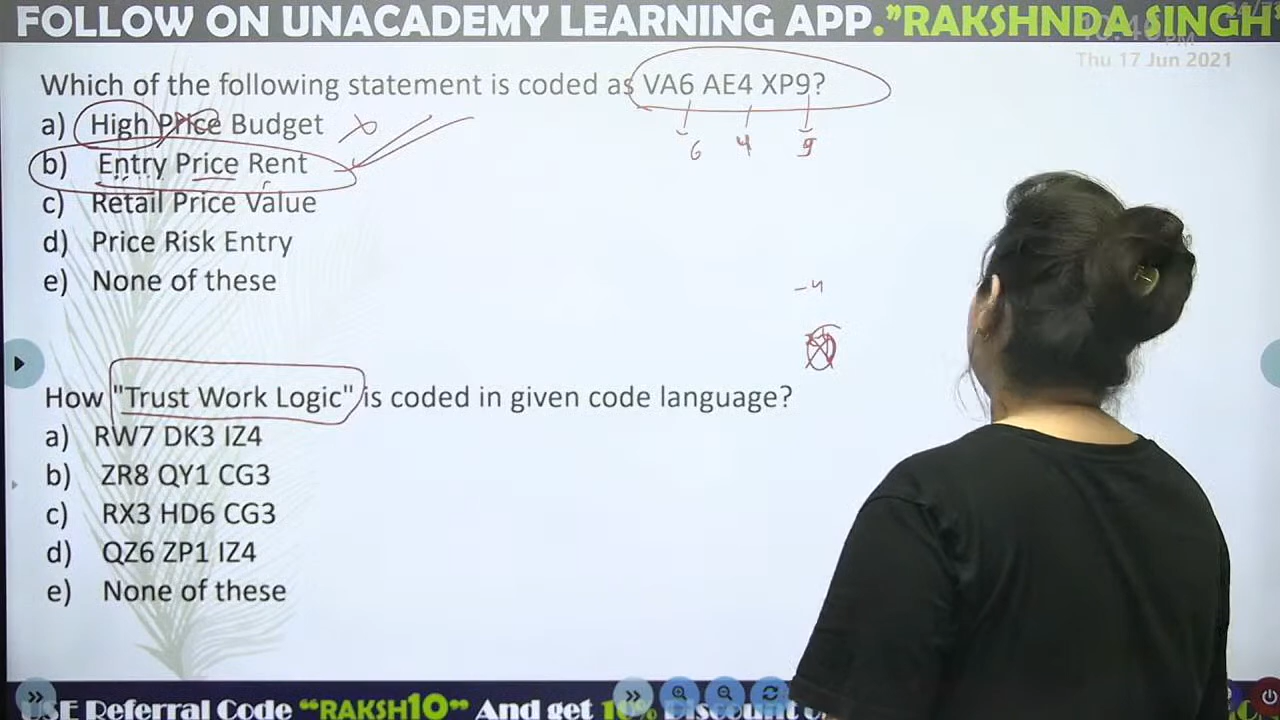 FOLLOW ON UNACADEMY LEARNING APP."RAKSHNDA SINGH"
Thu 17 Jun 2021
Which of the following statement is coded as VA6 AE4 XP9?
a) High Price Budget
6 4 9
b) Entry Price Rent
c) Retail Price Value
d) Price Risk Entry
e) None of these
-4
How "Trust Work Logic" is coded in given code language?
a) RW7 DK3 IZ4
b) ZR8 QY1 CG3
c) RX3 HD6 CG3
d) QZ6 ZP1 IZ4
e) None of these
Referral Code "RAKSH10" And get 10% Discount